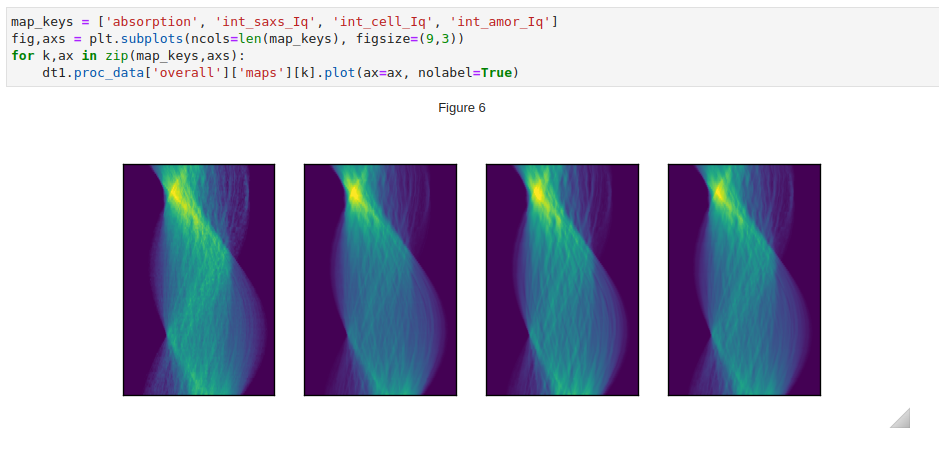 map_keys = ['absorption', 'int_saxs_Iq', 'int_cell_Iq', 'int_amor_Iq']
fig,axs = plt.subplots(ncols=len(map_keys), figsize=(9,3))
for k,ax in zip(map_keys,axs):
    dt1.proc_data['overall']['maps'][k].plot(ax=ax, nolabel=True)
Figure 6